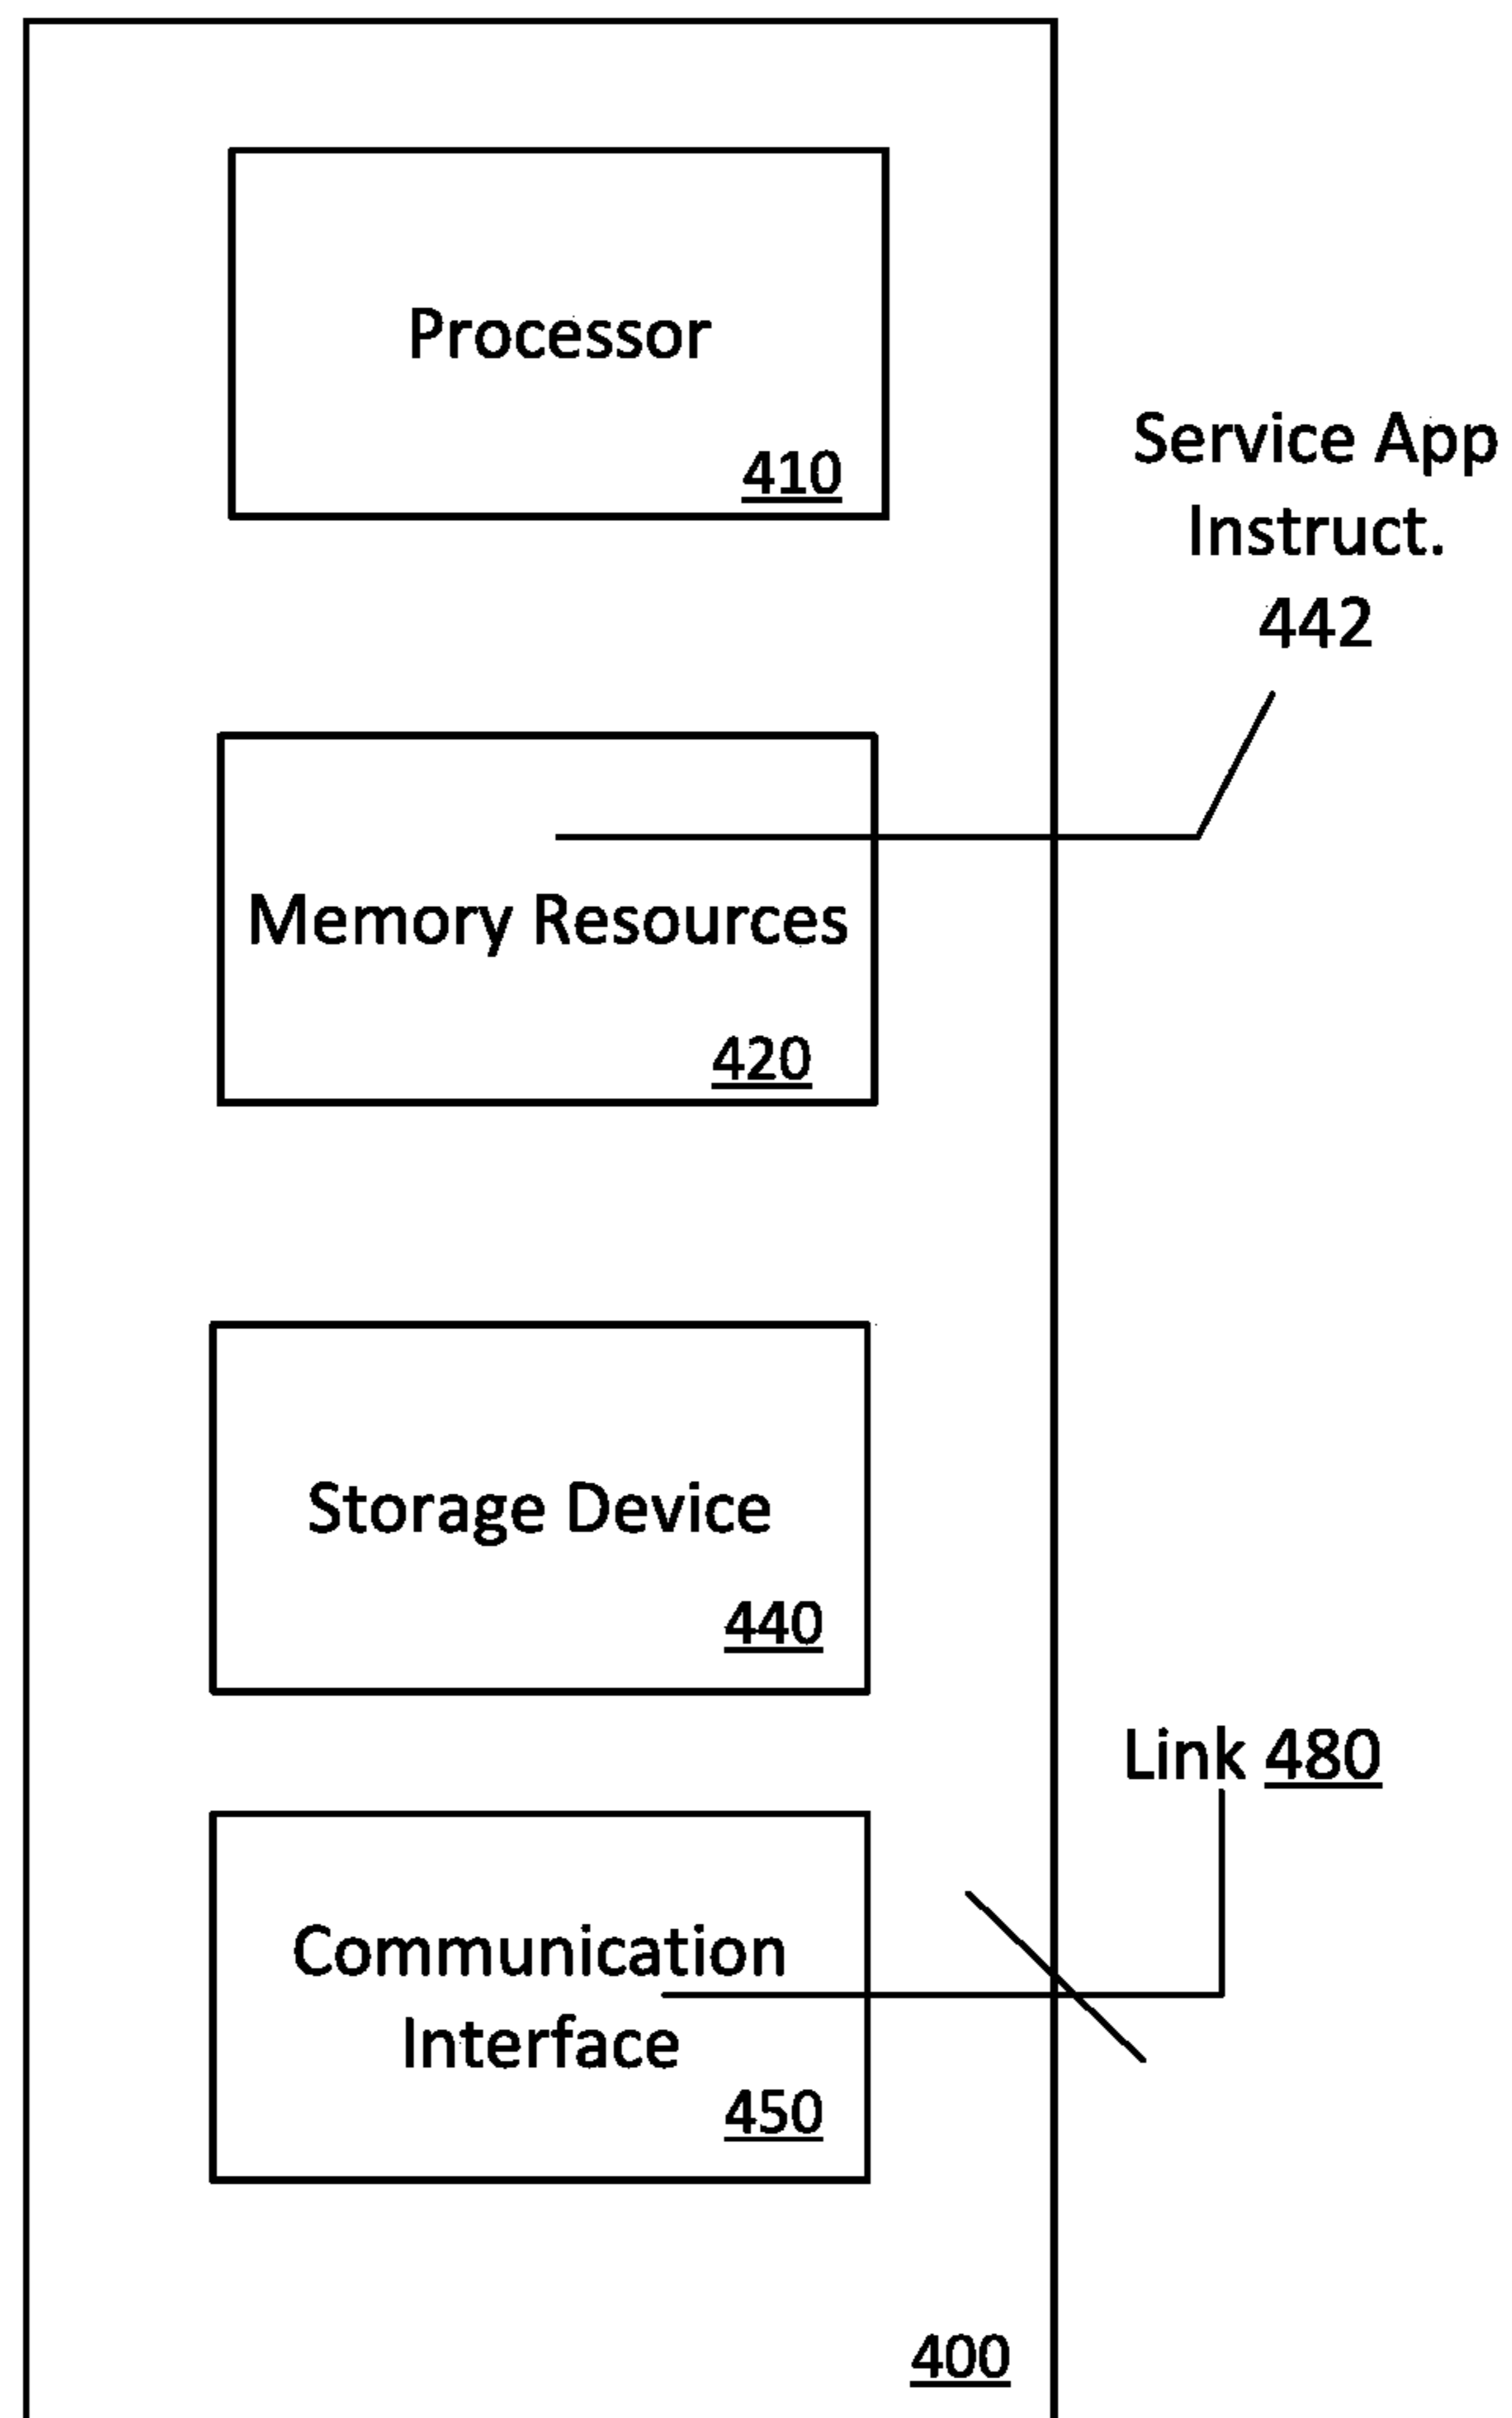 Processor
410
Service App
Instruct.
442
Memory Resources
420
Storage Device
440
Link 480
Communication
Interface
450
400